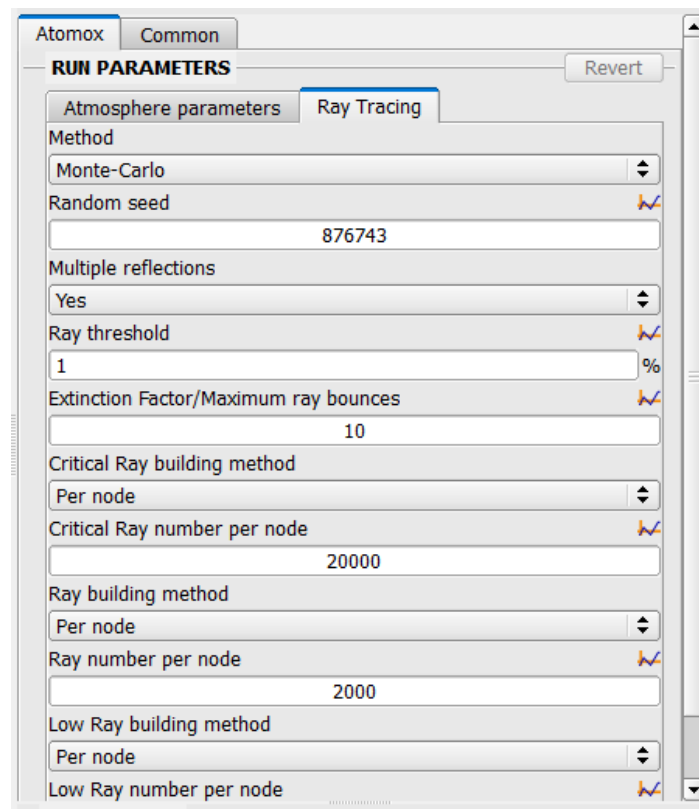 Atomox Common
RUN PARAMETERS Revert
Atmosphere parameters Ray Tracing
Method
Monte-Carlo
Random seed
876743
Multiple reflections
Yes
Ray threshold
1 %
Extinction Factor/Maximum ray bounces
10
Critical Ray building method
Per node
Critical Ray number per node
20000
Ray building method
Per node
Ray number per node
2000
Low Ray building method
Per node
Low Ray number per node